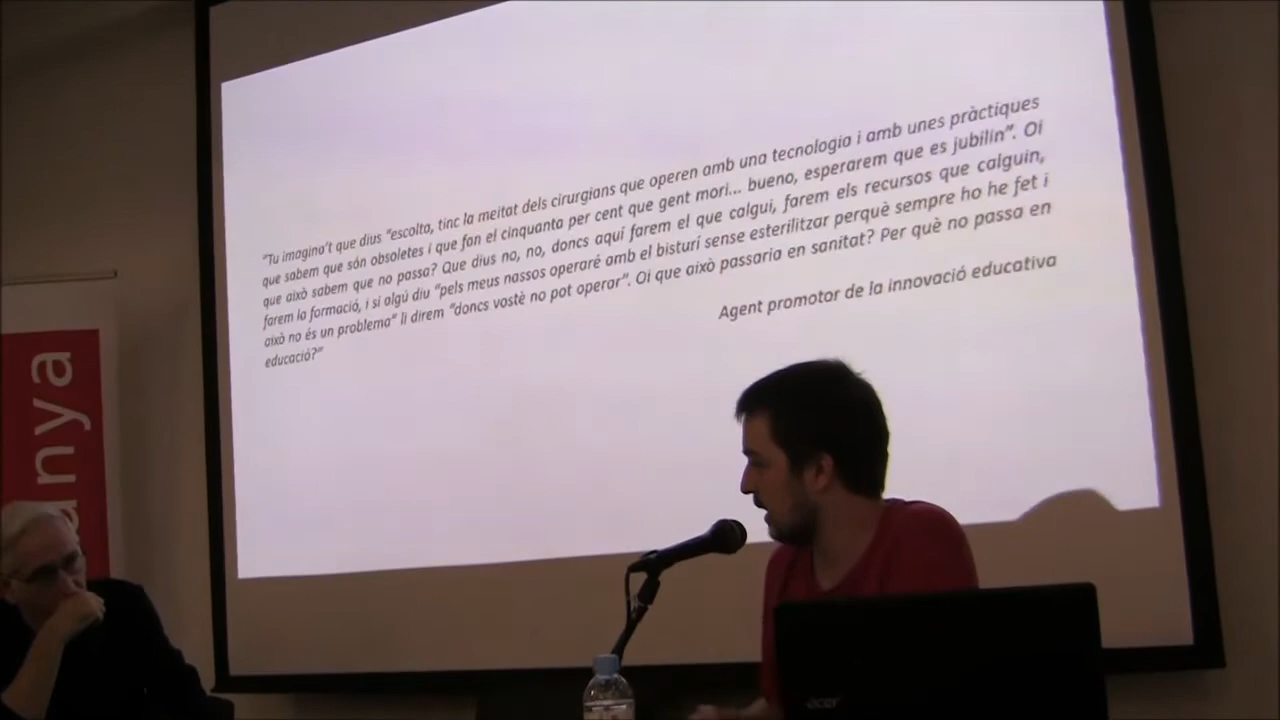 "Tu imagina't que dius "escolta, tinc la meitat dels cirurgians que operen amb una tecnologia i amb unes pràctiques
que sabem que són obsoletes i que fan el cinquanta per cent que gent mori... bueno, esperarem que es jubilin". Oi
que això sabem que no passa? Que dius no, no, doncs aquí farem el que calgui, farem els recursos que calguin,
farem la formació, i si algú diu "pels meus nassos operaré amb el bisturí sense esterilitzar perquè sempre ho he fet i
això no és un problema" li direm "doncs vostè no pot operar". Oi que això passaria en sanitat? Per què no passa en
educació?"
Agent promotor de la innovació educativa
anya
acer